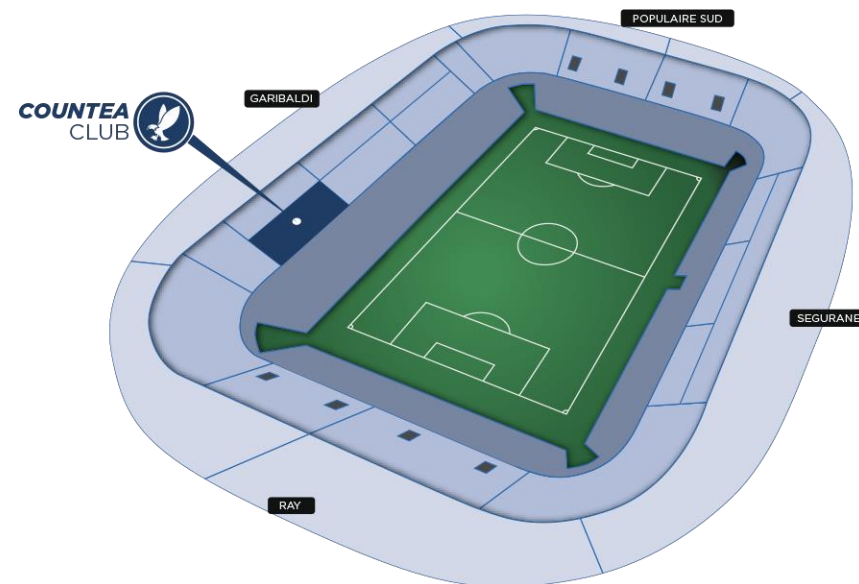 POPULAIRE SUD
GARIBALDI
COUNTEA
CLUB
SEGURANE
RAY